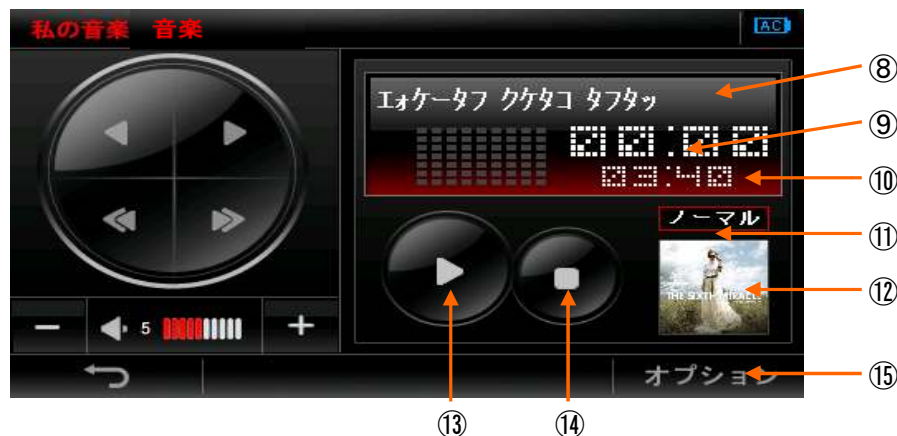 私の音楽 音楽
AC
エォケータフ クケタコ タフタッ
⑧
00:00
⑨
03:40
⑩
ノーマル
⑪
THE SIXTH MIRACLE
⑫
5
オプション
⑮
⑬ ⑭